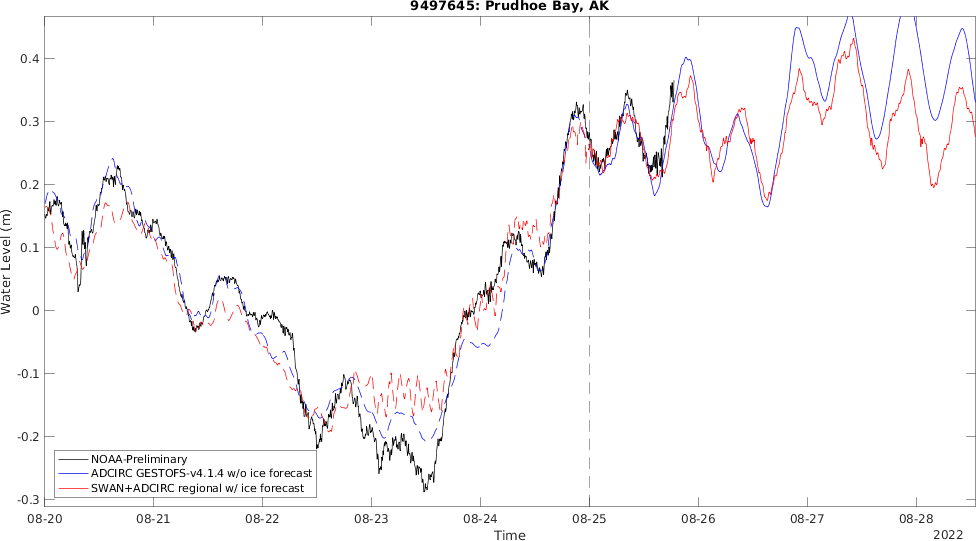 9497645: Prudhoe Bay, AK
0.4
0.3
0.2
0.1
0
-0.1
-0.2
-0.3
Water Level (m)
NOAA-Preliminary
ADCIRC GESTOFS-v4.1.4 w/o ice forecast
SWAN+ADCIRC regional w/ ice forecast
08-20 08-21 08-22 08-23 08-24 08-25 08-26 08-27 08-28
Time
2022